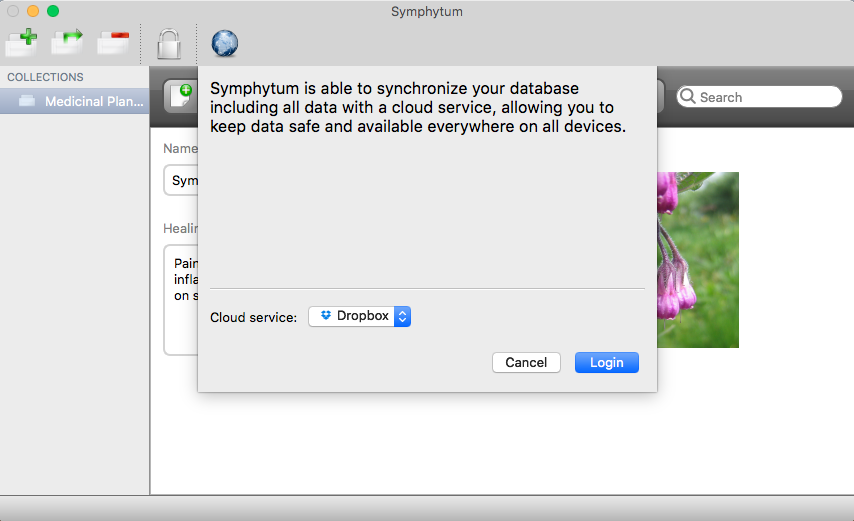 Symphytum
COLLECTIONS
Medicinal Plan...
Symphytum is able to synchronize your database
including all data with a cloud service, allowing you to
keep data safe and available everywhere on all devices.
Search
Name
Sym
Healin
Pain
infla
on s
Cloud service:
Dropbox
Cancel
Login